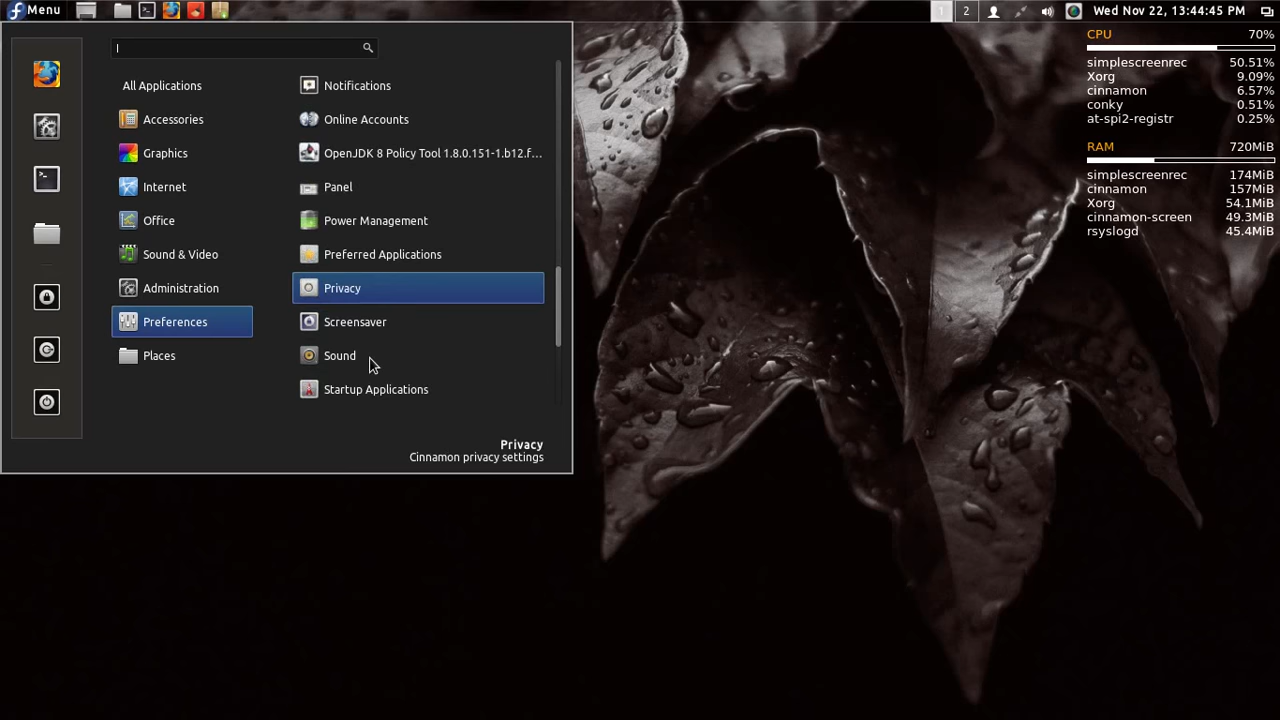 Menu
1
2
Wed Nov 22, 13:44:45 PM
All Applications
Accessories
Graphics
Internet
Office
Sound & Video
Administration
Preferences
Places
Notifications
Online Accounts
OpenJDK 8 Policy Tool 1.8.0.151-1.b12.f...
Panel
Power Management
Preferred Applications
Privacy
Screensaver
Sound
Startup Applications
Privacy
Cinnamon privacy settings
CPU 70%
simplescreenrec 50.51%
Xorg 9.09%
cinnamon 6.57%
conky 0.51%
at-spi2-registr 0.25%
RAM 720MiB
simplescreenrec 174MiB
cinnamon 157MiB
Xorg 54.1MiB
cinnamon-screen 49.3MiB
rsyslogd 45.4MiB